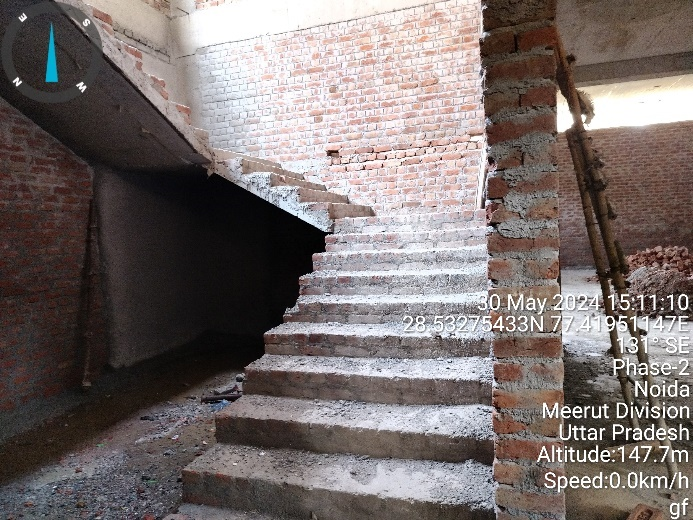 S
E
W
N
30 May 2024 15:11:10
28.53275433N 77.41951147E
131° SE
Phase-2
Noida
Meerut Division
Uttar Pradesh
Altitude:147.7m
Speed:0.0km/h
gf